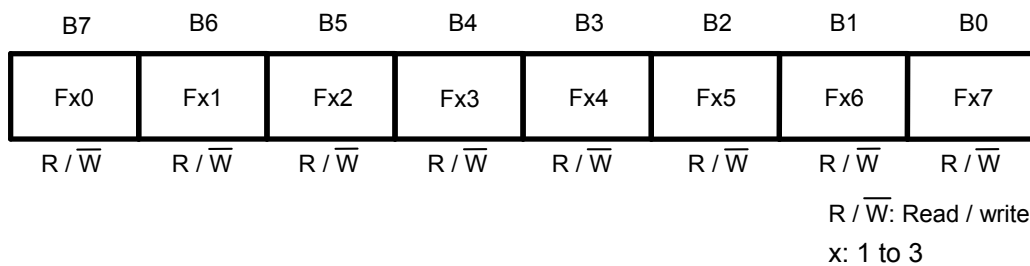 B7 B6 B5 B4 B3 B2 B1 B0
Fx0 Fx1 Fx2 Fx3 Fx4 Fx5 Fx6 Fx7
R / W̅ R / W̅ R / W̅ R / W̅ R / W̅ R / W̅ R / W̅ R / W̅
R / W̅: Read / write
x: 1 to 3